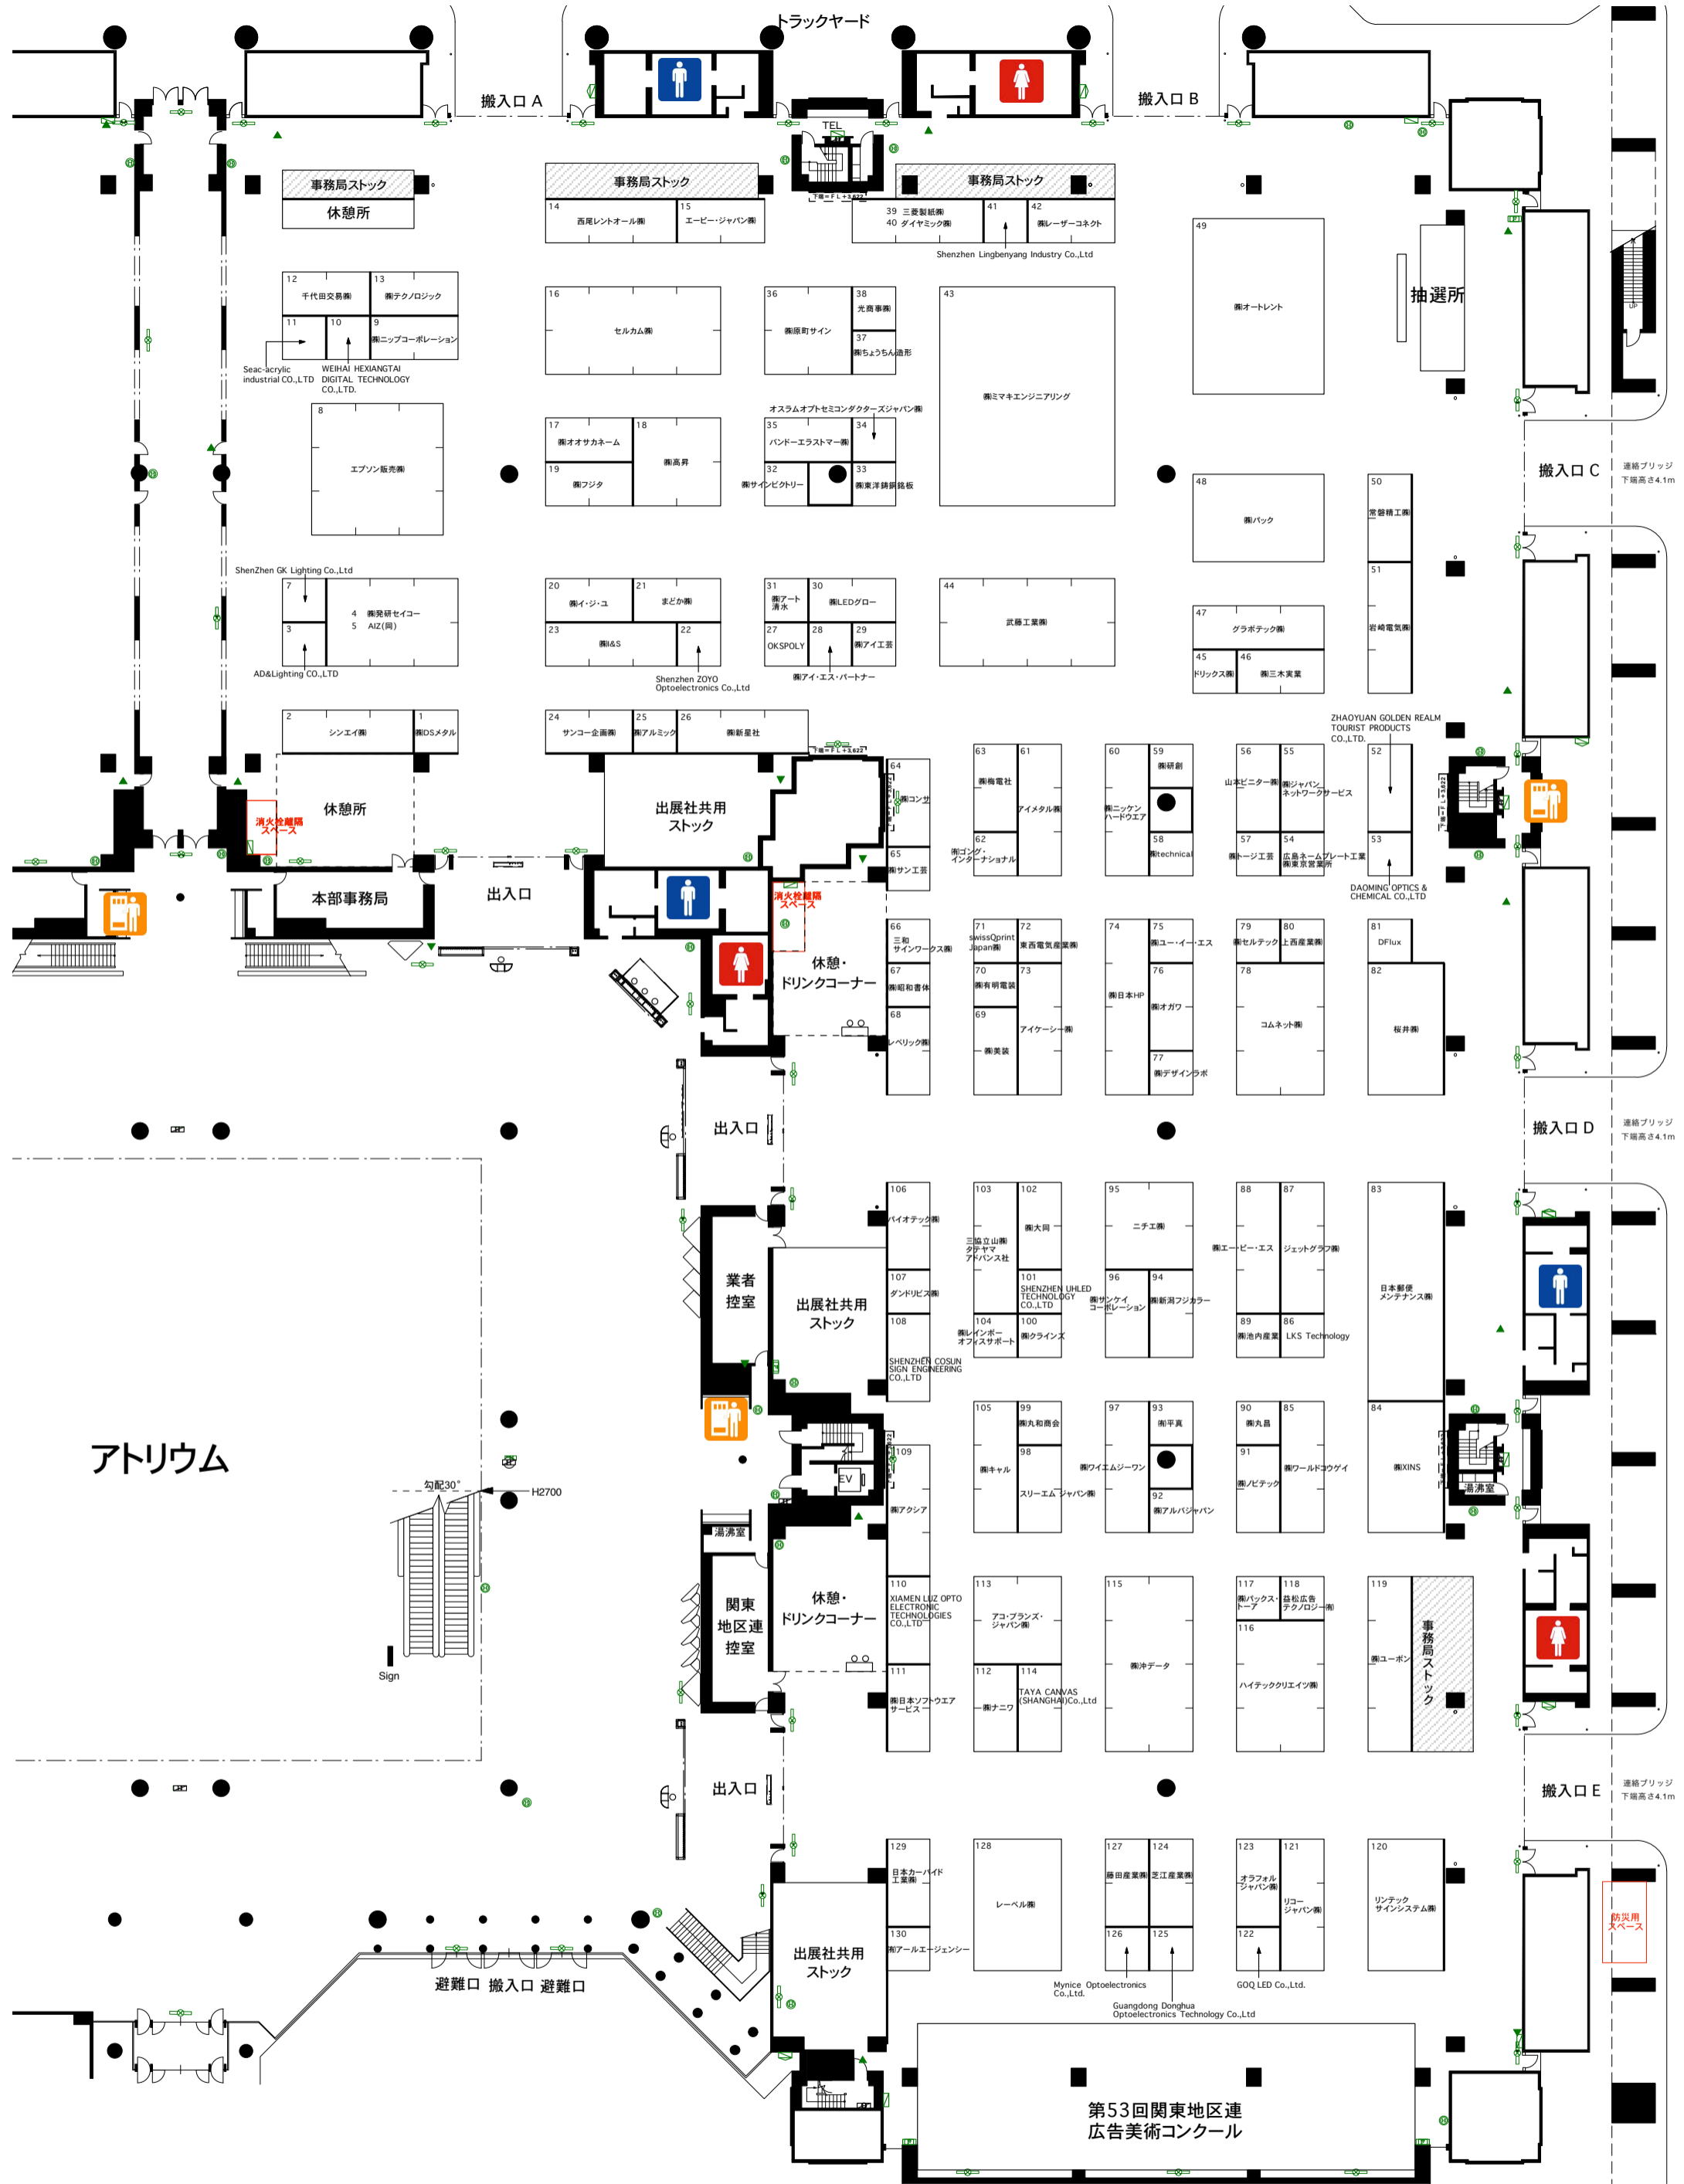 トラックヤード
搬入口 A
搬入口 B
TEL
事務局ストック
休憩所
事務局ストック
下端=FL+3,622
事務局ストック
14
西尾レントオール㈱
15
エービー・ジャパン㈱
39 三菱製紙㈱
40 ダイヤミック㈱
41
42
㈱レーザーコネクト
Shenzhen Lingbenyang Industry Co.,Ltd
49
㈱オートレント
抽選所
UP
12
千代田交易㈱
13
㈱テクノロジック
11
10
9
㈱ニップコーポレーション
Seac-acrylic
industrial CO.,LTD
WEIHAI HEXIANGTAI
DIGITAL TECHNOLOGY
CO.,LTD.
16
セルカム㈱
36
㈱原町サイン
38
光商事㈱
37
㈱ちょうちん造形
43
㈱ミマキエンジニアリング
8
エプソン販売㈱
17
㈱オオサカネーム
18
㈱高昇
19
㈱フジタ
オスラムオプトセミコンダクターズジャパン㈱
35
バンドーエラストマー㈱
34
32
㈱サインビクトリー
33
㈱東洋鋳銅銘板
48
㈱パック
50
常磐精工㈱
搬入口 C
連絡ブリッジ
下端高さ4.1m
ShenZhen GK Lighting Co.,Ltd
7
3
4 ㈱発研セイコー
5 AIZ(同)
AD&Lighting CO.,LTD
20
㈱イ・ジ・ユ
21
まどか㈱
23
㈱I&S
22
Shenzhen ZOYO
Optoelectronics Co.,Ltd
31
㈱アート
清水
30
㈱LEDグロー
27
OKSPOLY
28
29
㈱アイ工芸
㈱アイ・エス・パートナー
44
武藤工業㈱
47
グラボテック㈱
45
ドリックス㈱
46
㈱三木実業
51
岩崎電気㈱
2
シンエイ㈱
1
㈱DSメタル
24
サンコー企画㈱
25
㈱アルミック
26
㈱新星社
下端=FL+3,622
休憩所
消火栓離隔
スペース
出展社共用
ストック
64
㈱コンサ
65
㈱サン工芸
63
㈱梅電社
61
アイメタル㈱
62
㈲ゴング・
インターナショナル
60
㈱ニッケン
ハードウエア
59
㈱研創
58
㈱technical
56
山本ビニター㈱
55
㈱ジャパン
ネットワークサービス
57
㈱トージ工芸
54
広島ネームプレート工業
㈱東京営業所
ZHAOYUAN GOLDEN REALM
TOURIST PRODUCTS
CO.,LTD.
52
53
DAOMING OPTICS &
CHEMICAL CO.,LTD
本部事務局
出入口
消火栓離隔
スペース
休憩・
ドリンクコーナー
66
三和
サインワークス㈱
67
㈱昭和書体
68
レベリック㈱
71
swissQprint
Japan㈱
72
東西電気産業㈱
70
㈱有明電装
73
アイケーシー㈱
69
㈱美装
74
㈱日本HP
75
㈱ユー・イー・エス
76
㈱オガワ
77
㈱デザインラボ
79
㈱セルテック
80
上西産業㈱
78
コムネット㈱
81
DFlux
82
桜井㈱
出入口
搬入口 D
連絡ブリッジ
下端高さ4.1m
106
バイオテック㈱
107
ダンドリビス㈱
108
SHENZHEN COSUN
SIGN ENGINEERING
CO.,LTD
業者
控室
出展社共用
ストック
103
三協立山㈱
タテヤマ
アドバンス社
102
㈱大同
101
SHENZHEN UHLED
TECHNOLOGY
CO.,LTD
104
㈱レインボー
オフィスサポート
100
㈱クラインズ
95
ニチエ㈱
96
㈱サンケイ
コーポレーション
94
㈱新潟フジカラー
88
㈱エービー・エス
87
ジェットグラフ㈱
89
㈱池内産業
86
LKS Technology
83
日本郵便
メンテナンス㈱
アトリウム
勾配30°
H2700
Sign
EV
109
㈱アクシア
105
㈱キャル
99
㈱丸和商会
98
スリーエム ジャパン㈱
97
㈱ワイエムジーワン
93
㈲平真
92
㈱アルバジャパン
90
㈱丸昌
85
㈱ワールドコウゲイ
91
㈱ノビテック
84
㈱XINS
湯沸室
湯沸室
関東
地区連
控室
休憩・
ドリンクコーナー
110
XIAMEN LUZ OPTO
ELECTRONIC
TECHNOLOGIES
CO.,LTD
111
㈱日本ソフトウエア
サービス
113
アコ・ブランズ・
ジャパン㈱
112
㈱ナニワ
114
TAYA CANVAS
(SHANGHAI)Co.,Ltd
115
㈱沖データ
117
㈱バックス・
トーア
118
益松広告
テクノロジー㈲
116
ハイテッククリエイツ㈱
119
㈱ユーボン
事務局ストック
出入口
搬入口 E
連絡ブリッジ
下端高さ4.1m
129
日本カーバイド
工業㈱
130
㈲アールエージェンシー
出展社共用
ストック
128
レーベル㈱
127
藤田産業㈱
124
芝江産業㈱
126
125
Mynice Optoelectronics
Co.,Ltd.
Guangdong Donghua
Optoelectronics Technology Co.,Ltd
123
オラフォル
ジャパン㈱
121
リコー
ジャパン㈱
122
GOQ LED Co.,Ltd.
120
リンテック
サインシステム㈱
防災用
スペース
避難口 搬入口 避難口
第53回関東地区連
広告美術コンクール